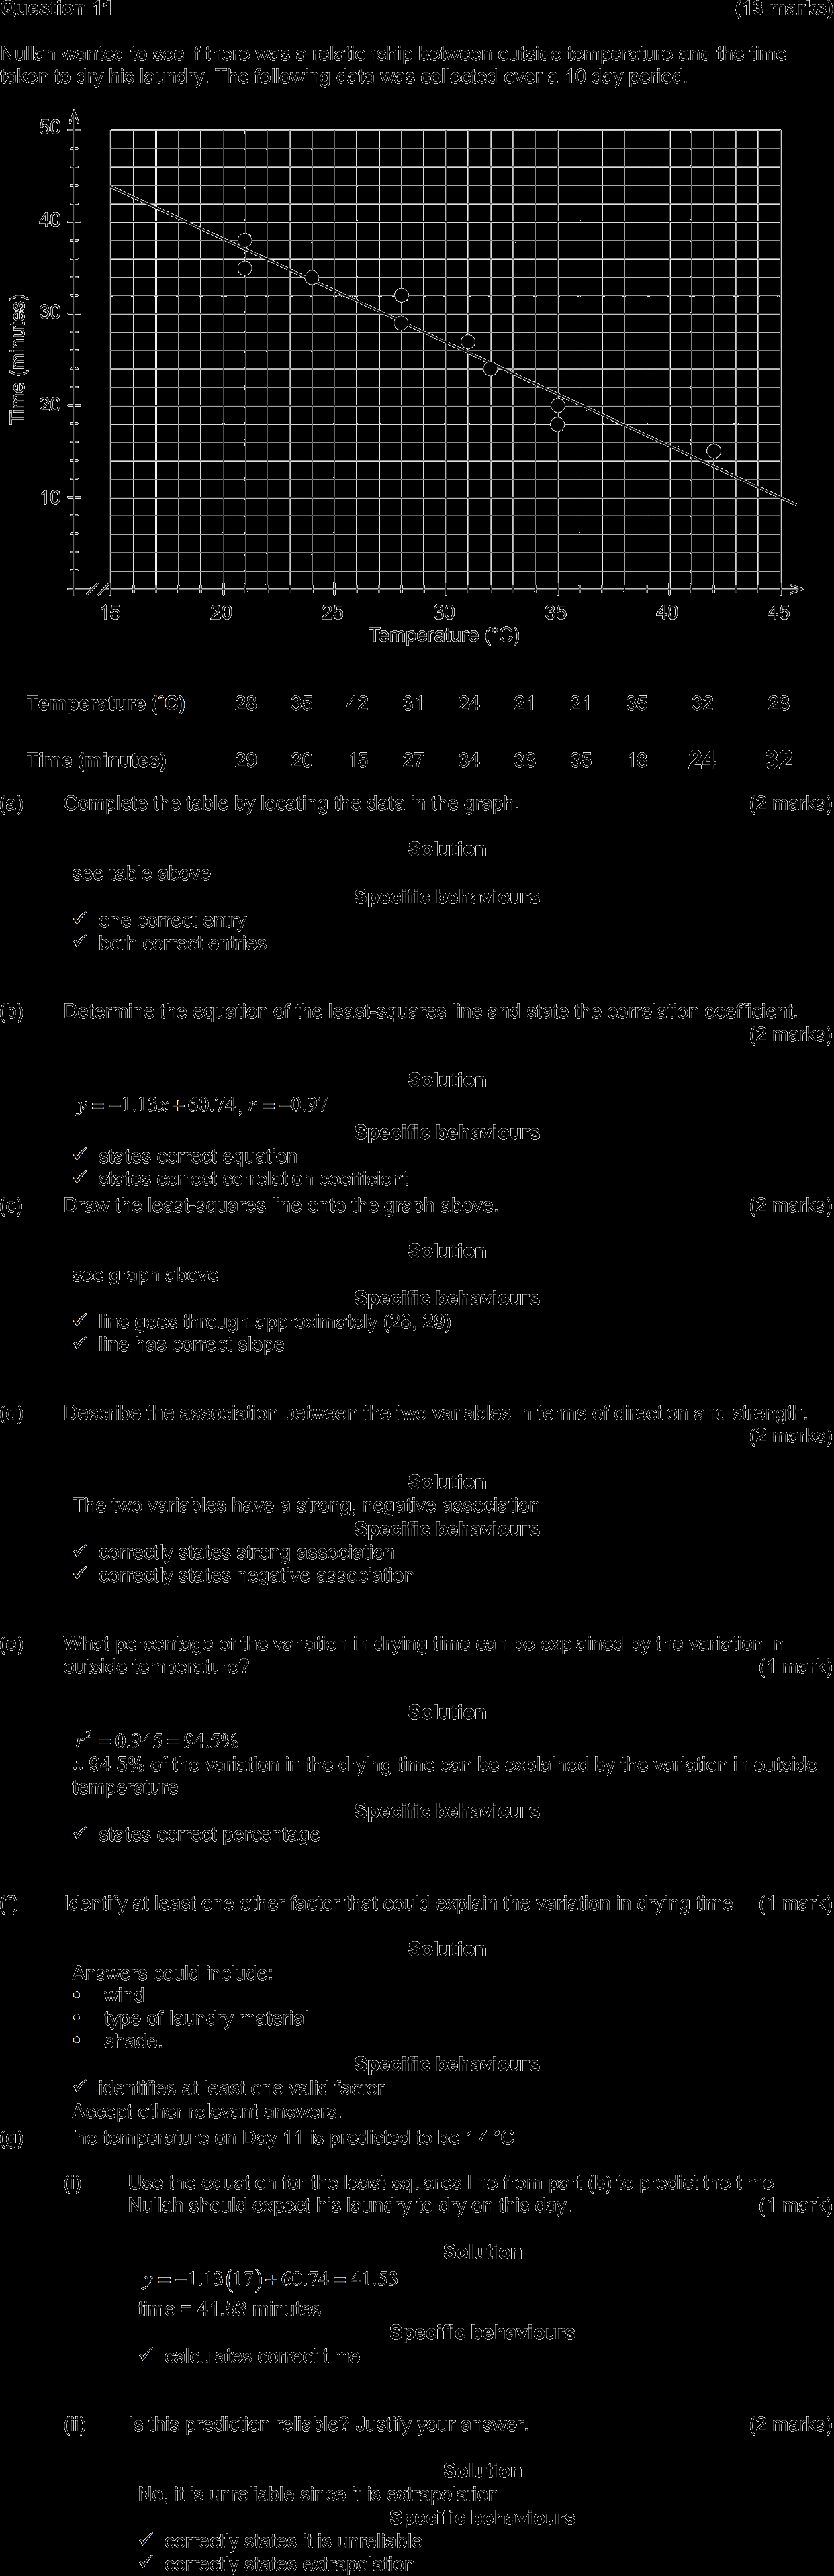 Question 11 (13 marks)
Nullah wanted to see if there was a relationship between outside temperature and the time
taken to dry his laundry. The following data was collected over a 10 day period.
50
40
30
20
10
Time (minutes)
15 20 25 30 35 40 45
Temperature (°C)
Temperature (°C) 28 35 42 31 24 21 21 35 32 28
Time (minutes) 29 20 15 27 34 38 35 18 24 32
(a) Complete the table by locating the data in the graph. (2 marks)
Solution
see table above
Specific behaviours
✓ one correct entry
✓ both correct entries
(b) Determine the equation of the least-squares line and state the correlation coefficient.
(2 marks)
Solution
y = −1.13x + 60.74, r = −0.97
Specific behaviours
✓ states correct equation
✓ states correct correlation coefficient
(c) Draw the least-squares line onto the graph above. (2 marks)
Solution
see graph above
Specific behaviours
✓ line goes through approximately (28, 29)
✓ line has correct slope
(d) Describe the association between the two variables in terms of direction and strength.
(2 marks)
Solution
The two variables have a strong, negative association
Specific behaviours
✓ correctly states strong association
✓ correctly states negative association
(e) What percentage of the variation in drying time can be explained by the variation in
outside temperature? (1 mark)
Solution
r² = 0.945 = 94.5%
∴ 94.5% of the variation in the drying time can be explained by the variation in outside
temperature
Specific behaviours
✓ states correct percentage
(f) Identify at least one other factor that could explain the variation in drying time. (1 mark)
Solution
Answers could include:
• wind
• type of laundry material
• shade.
Specific behaviours
✓ identifies at least one valid factor
Accept other relevant answers.
(g) The temperature on Day 11 is predicted to be 17 °C.
(i) Use the equation for the least-squares line from part (b) to predict the time
Nullah should expect his laundry to dry on this day. (1 mark)
Solution
y = −1.13(17) + 60.74 = 41.53
time = 41.53 minutes
Specific behaviours
✓ calculates correct time
(ii) Is this prediction reliable? Justify your answer. (2 marks)
Solution
No, it is unreliable since it is extrapolation
Specific behaviours
✓ correctly states it is unreliable
✓ correctly states extrapolation